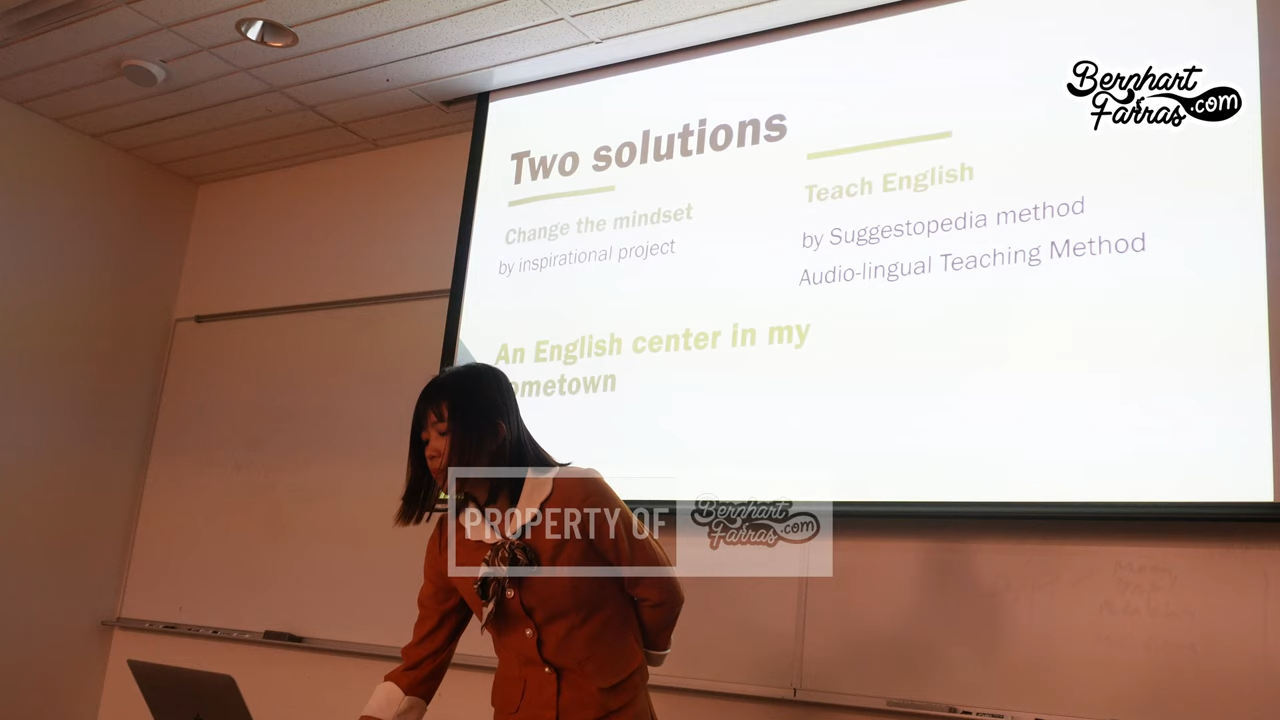 Bernhart
& Farras .com
Two solutions
Change the mindset
by inspirational project
Teach English
by Suggestopedia method
Audio-lingual Teaching Method
An English center in my
ometown
PROPERTY OF
Bernhart
& Farras .com